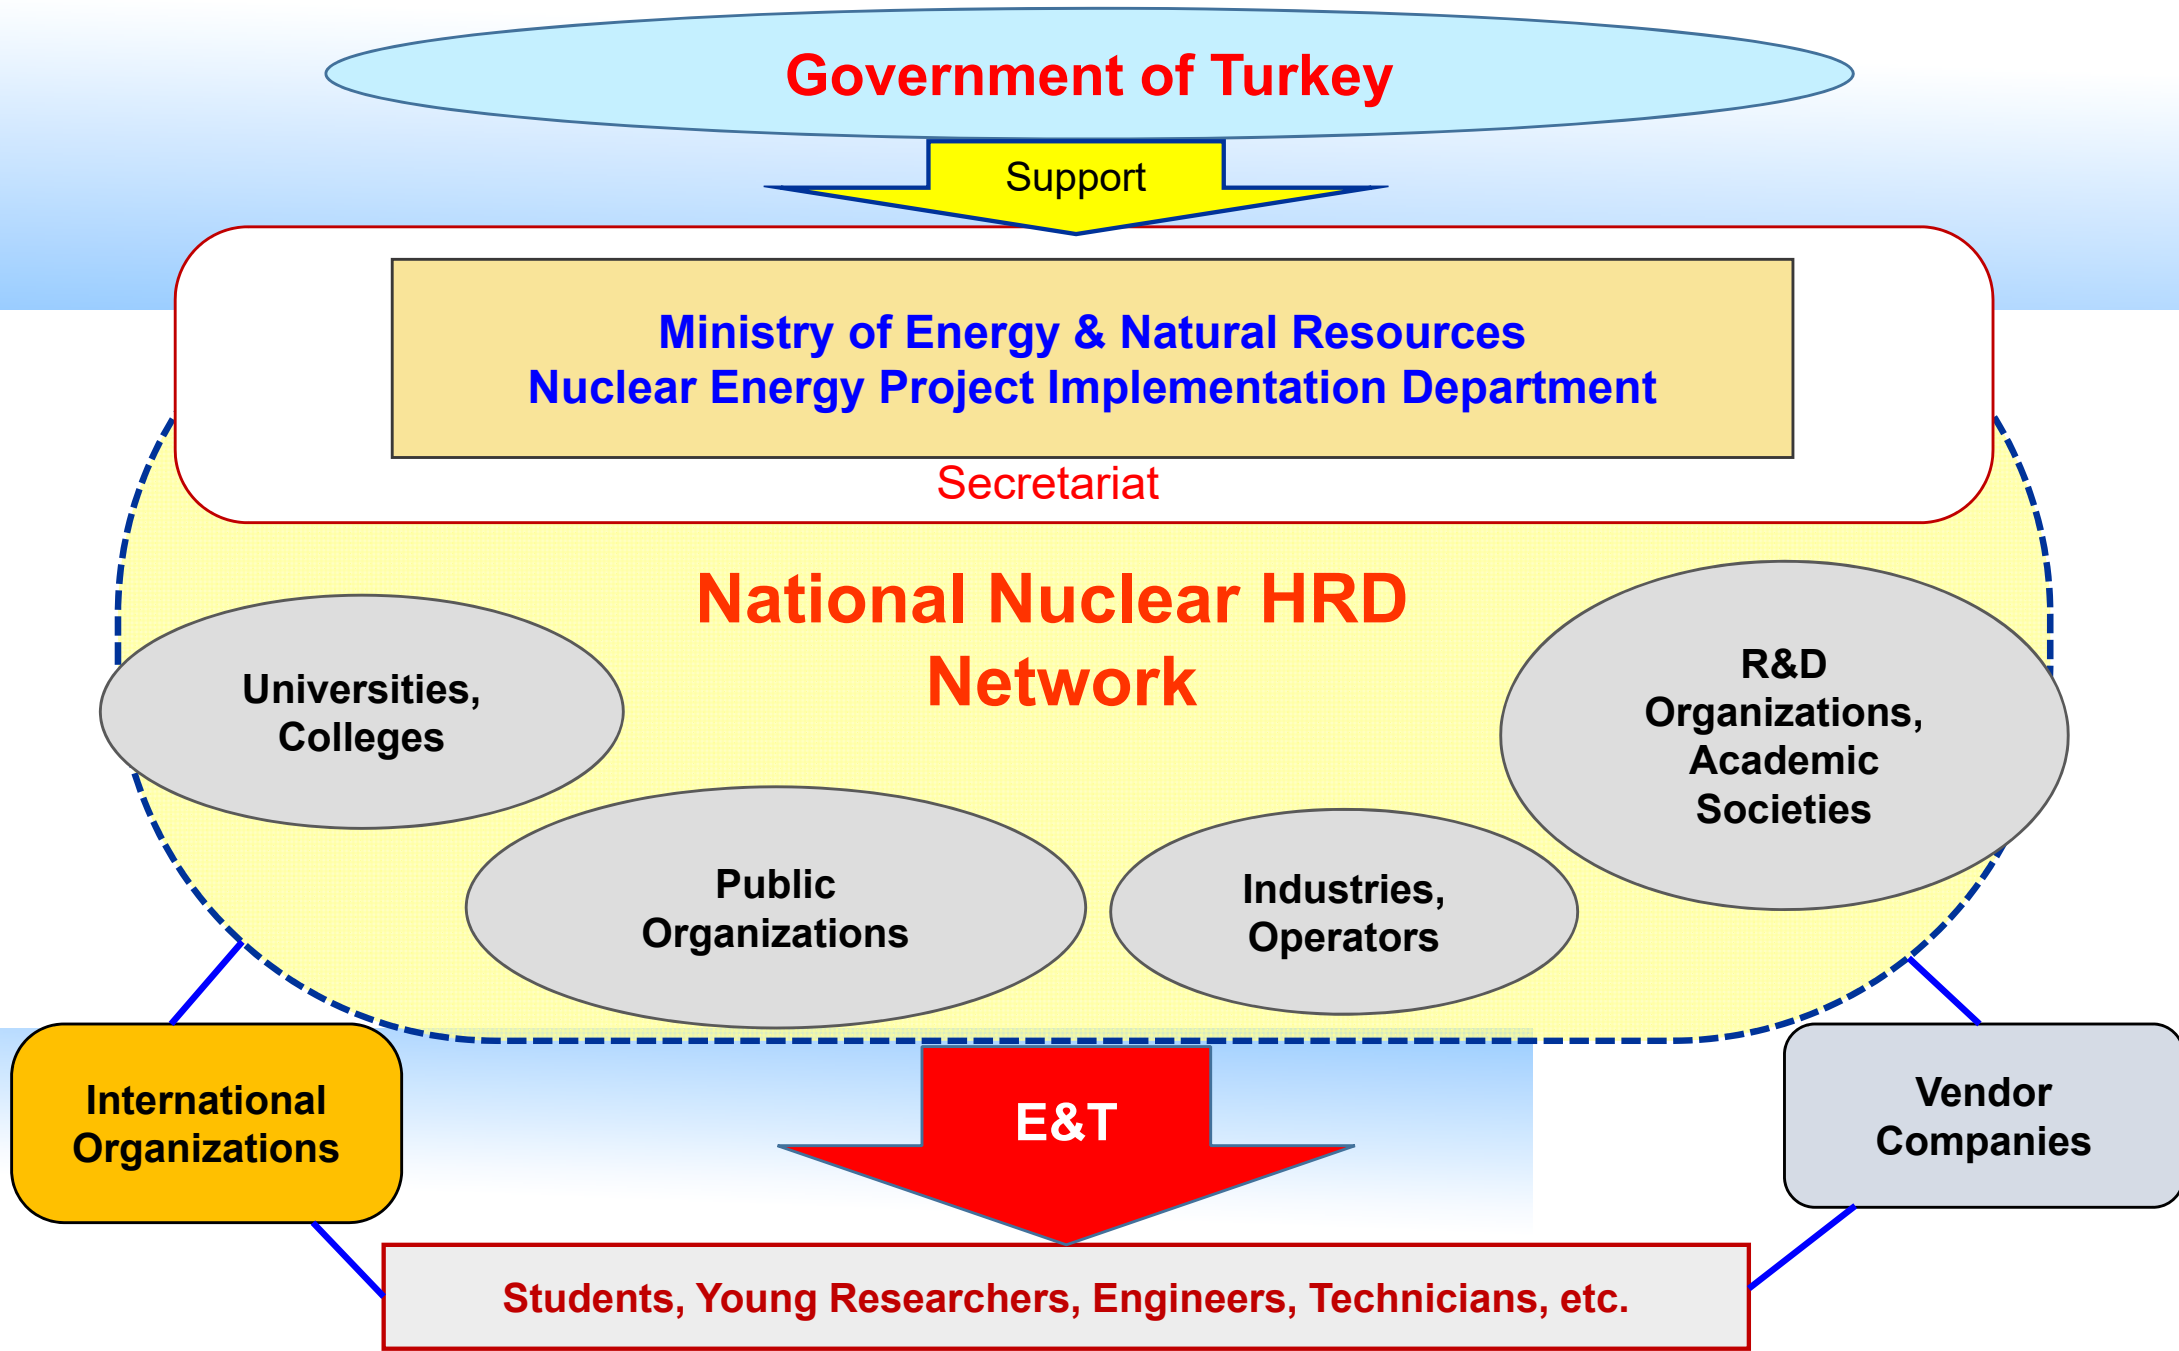 Government of Turkey
Support
Ministry of Energy & Natural Resources
Nuclear Energy Project Implementation Department
Secretariat
National Nuclear HRD
Network
Universities,
Colleges
R&D
Organizations,
Academic
Societies
Public
Organizations
Industries,
Operators
International
Organizations
E&T
Vendor
Companies
Students, Young Researchers, Engineers, Technicians, etc.